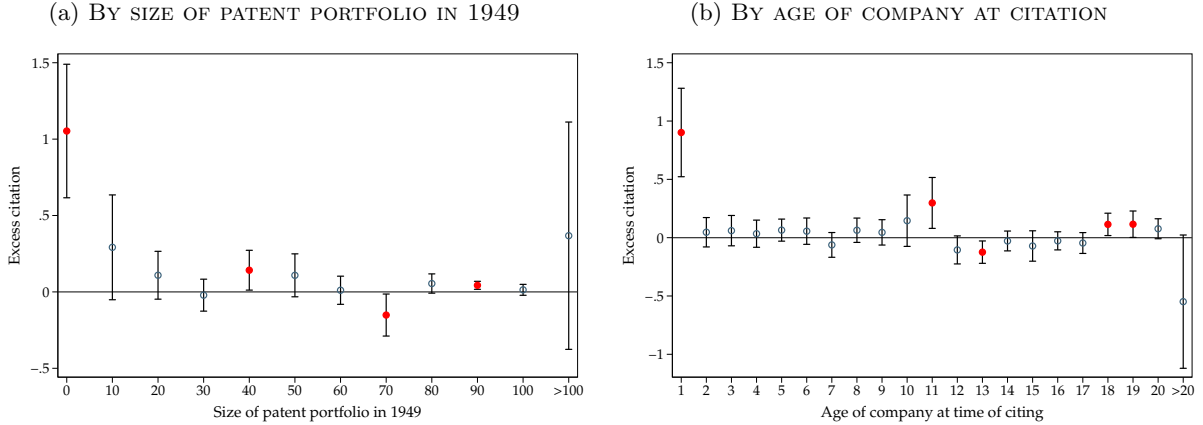 (a) BY SIZE OF PATENT PORTFOLIO IN 1949
1.5
1
.5
0
-.5
Excess citation
0 10 20 30 40 50 60 70 80 90 100 >100
Size of patent portfolio in 1949
(b) BY AGE OF COMPANY AT CITATION
1.5
1
.5
0
-.5
-1
Excess citation
1 2 3 4 5 6 7 8 9 10 11 12 13 14 15 16 17 18 19 20 >20
Age of company at time of citing